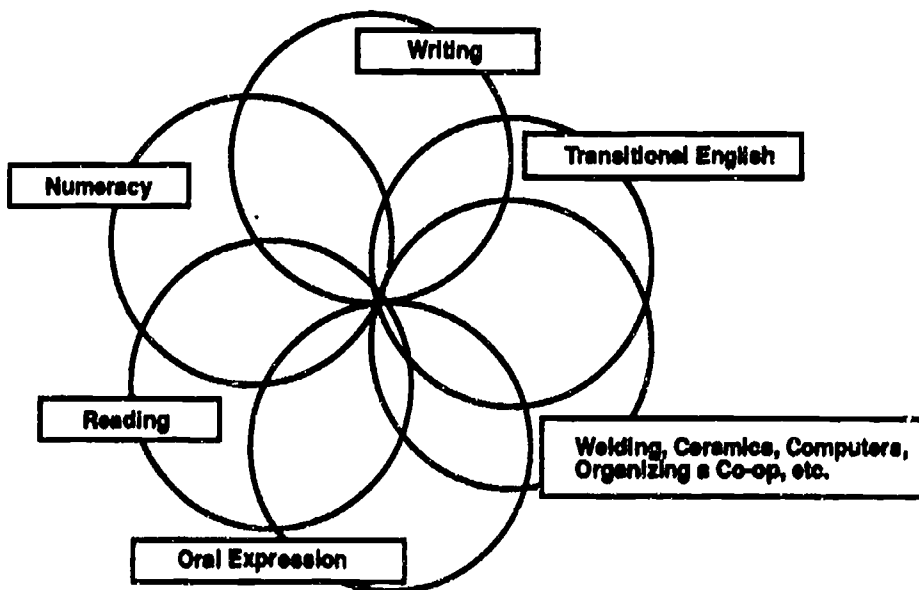 Writing
Transitional English
Numeracy
Reading
Welding, Ceramics, Computers,
Organizing a Co-op, etc.
Oral Expression